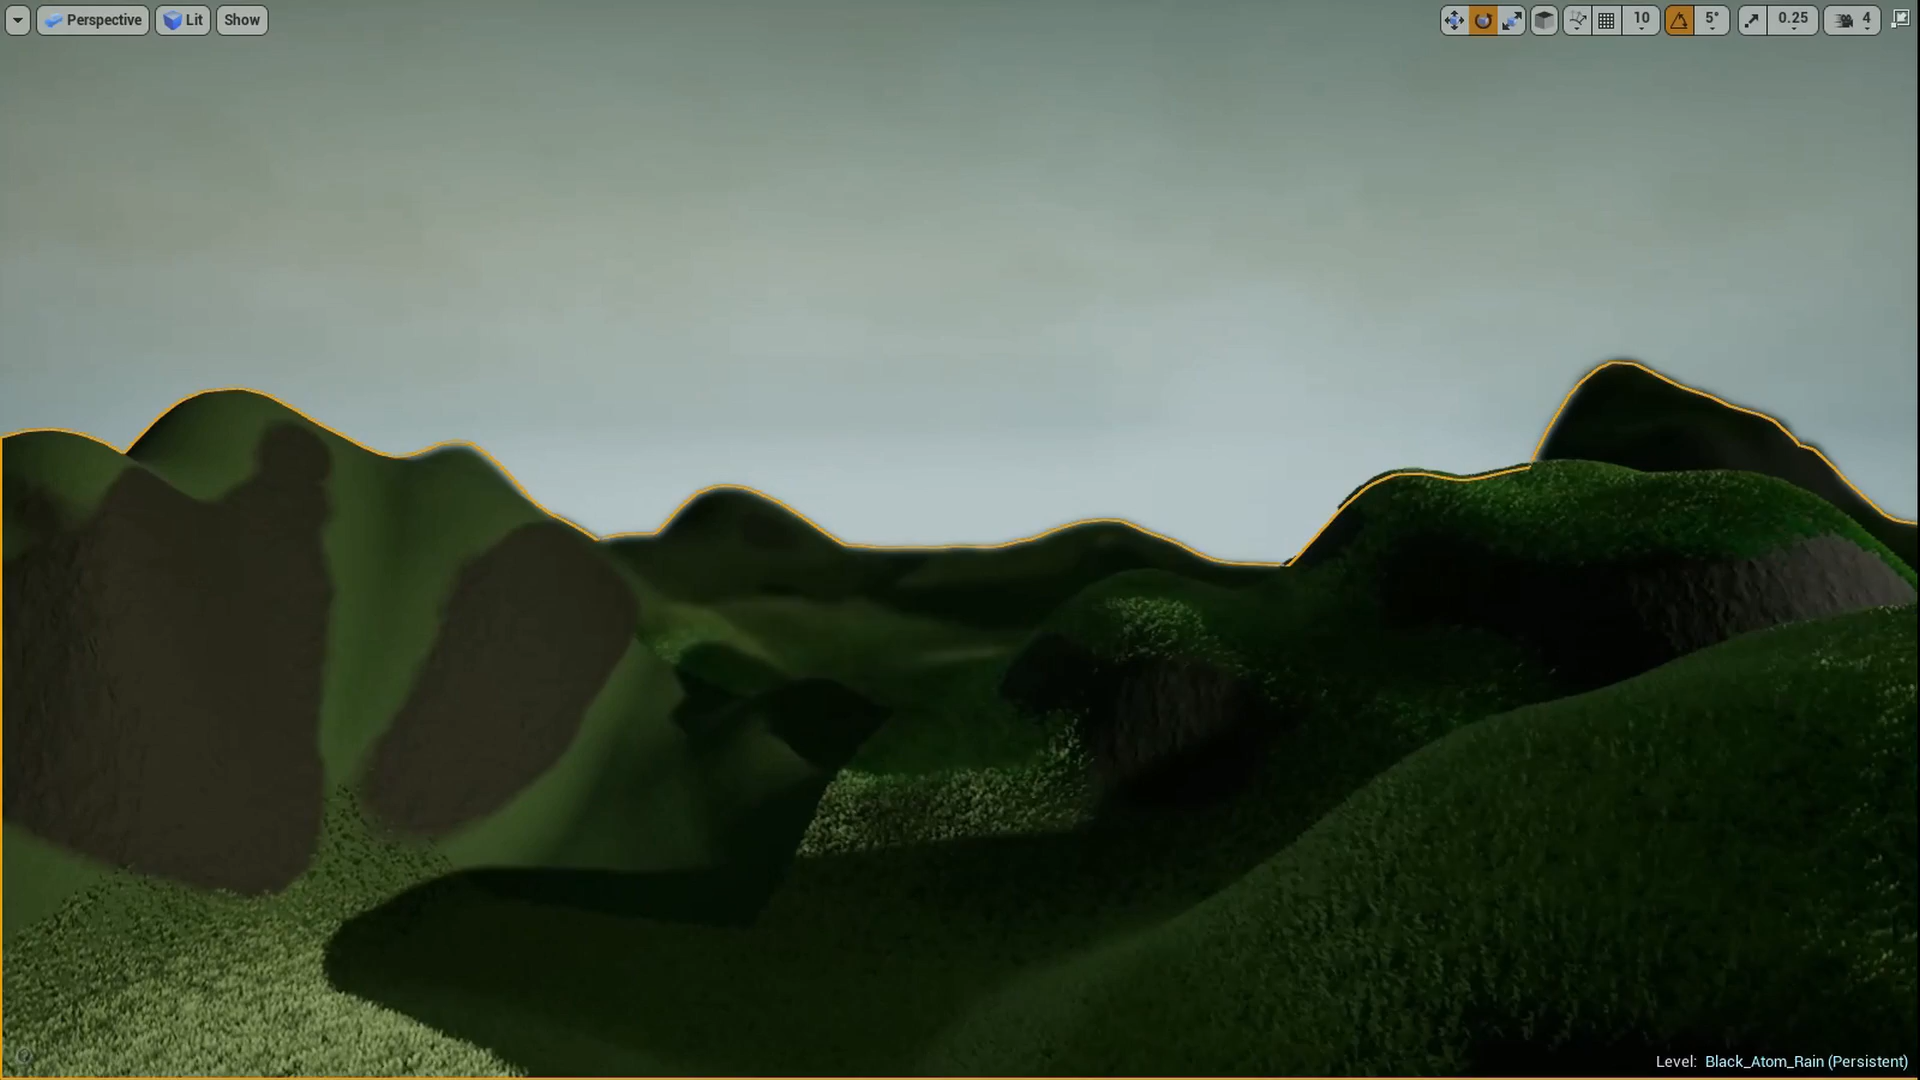 Perspective Lit Show 10 5° 0.25 4
Level: Black_Atom_Rain (Persistent)